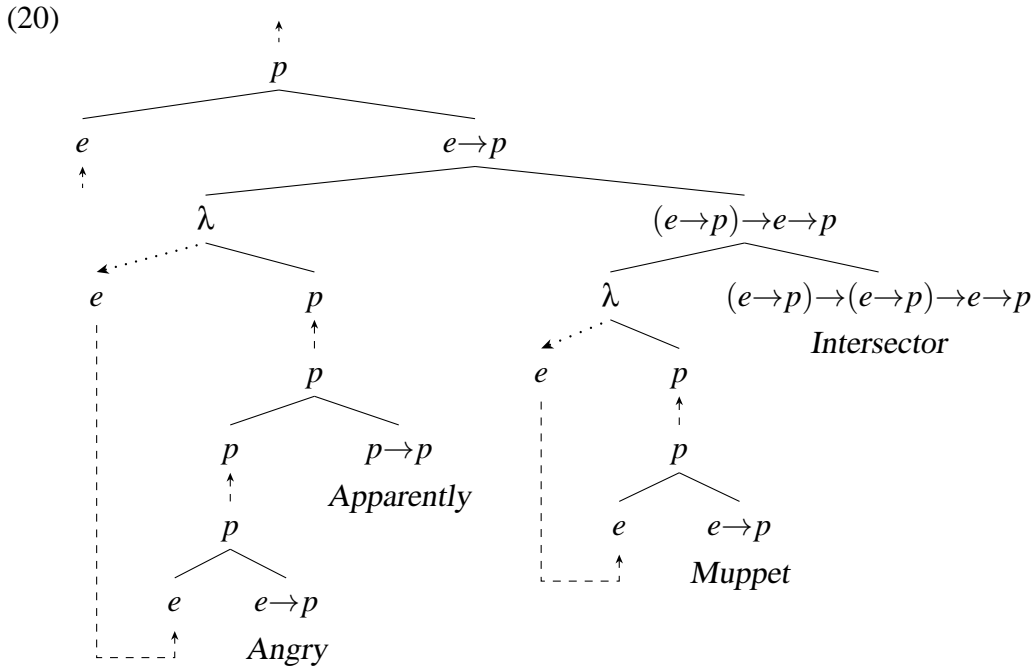 (20)
p
e e→p
λ (e→p)→e→p
e p λ (e→p)→(e→p)→e→p
Intersector
e p
p
p p→p p
Apparently
p e e→p
Muppet
e e→p
Angry